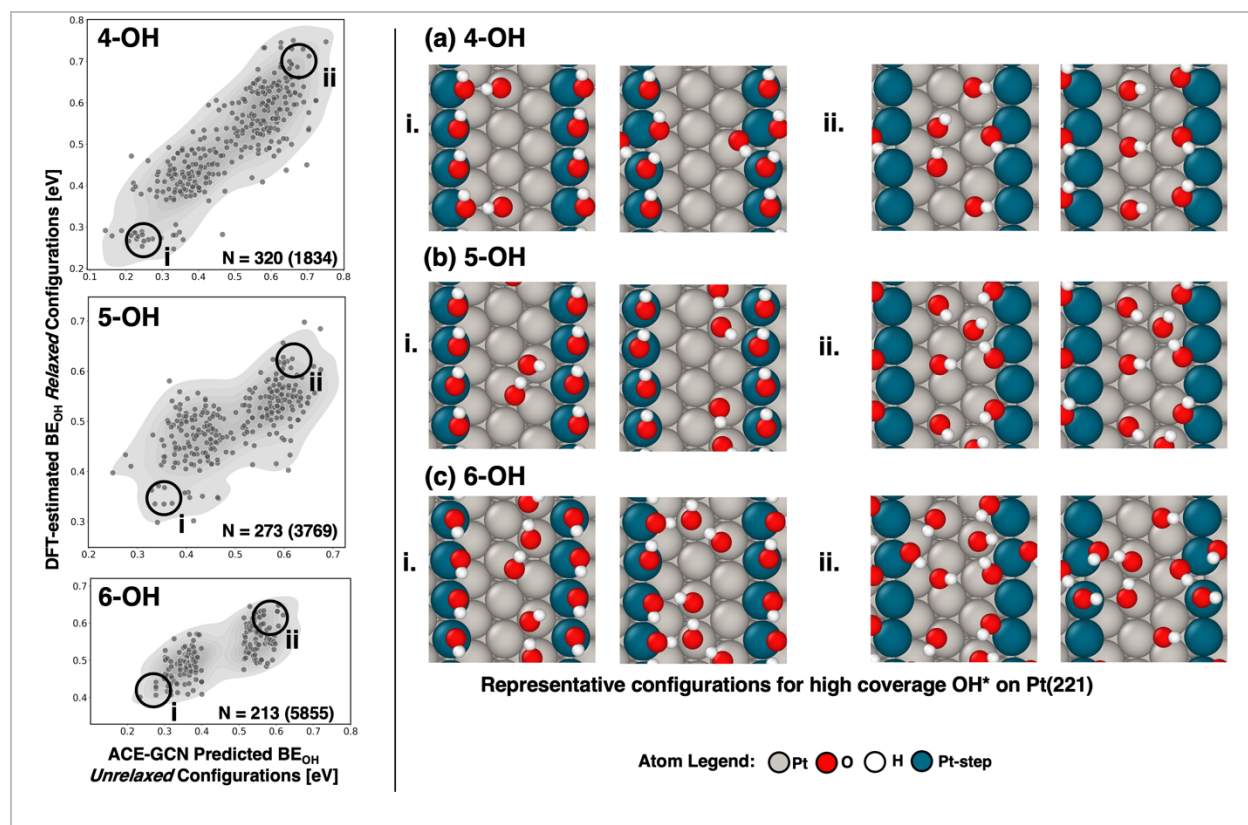 DFT-estimated BE_OH Relaxed Configurations [eV]
4-OH
0.8
0.7
0.6
0.5
0.4
0.3
0.2
ii
i
N = 320 (1834)
0.1 0.2 0.3 0.4 0.5 0.6 0.7 0.8
5-OH
0.7
0.6
0.5
0.4
0.3
ii
i
N = 273 (3769)
0.2 0.3 0.4 0.5 0.6 0.7
6-OH
0.7
0.6
0.5
0.4
ii
i
N = 213 (5855)
0.2 0.3 0.4 0.5 0.6 0.7 0.8
ACE-GCN Predicted BE_OH
Unrelaxed Configurations [eV]
(a) 4-OH
i.
ii.
(b) 5-OH
i.
ii.
(c) 6-OH
i.
ii.
Representative configurations for high coverage OH* on Pt(221)
Atom Legend: Pt O H Pt-step